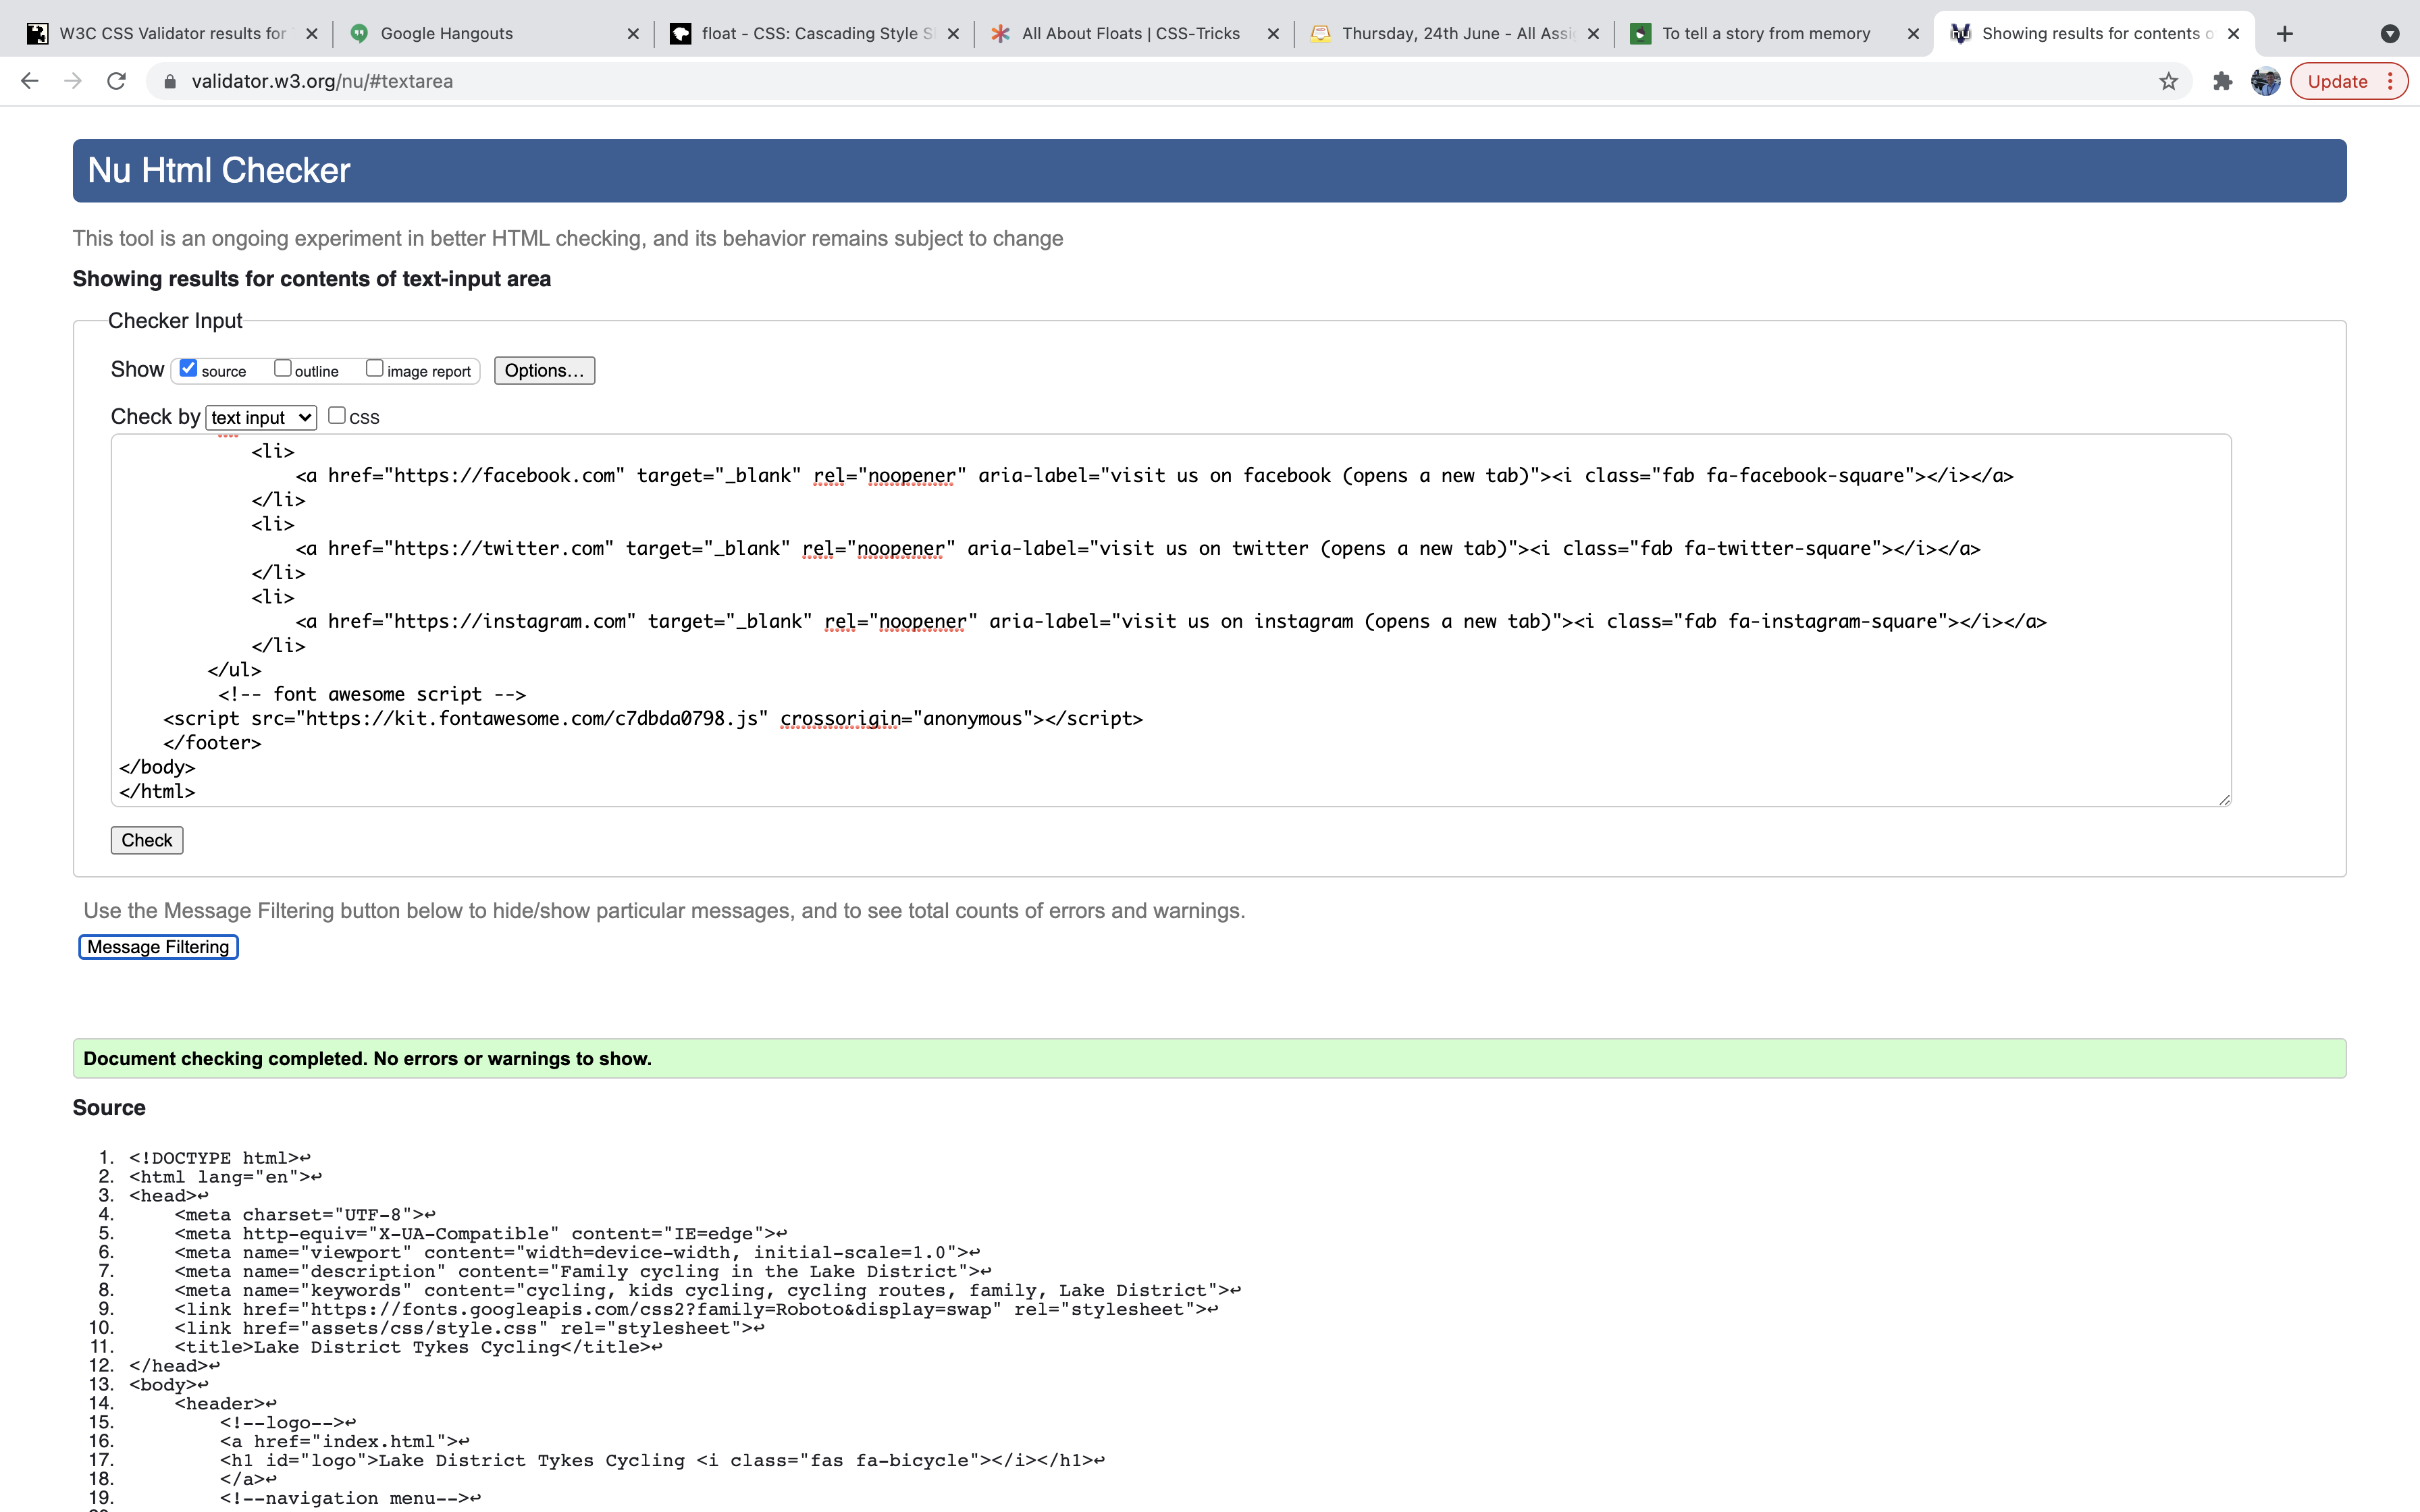 W3C CSS Validator results for
Google Hangouts
float - CSS: Cascading Style S
All About Floats | CSS-Tricks
Thursday, 24th June - All Assi
To tell a story from memory
Showing results for contents o
validator.w3.org/nu/#textarea
Update
Nu Html Checker
This tool is an ongoing experiment in better HTML checking, and its behavior remains subject to change
Showing results for contents of text-input area
Checker Input
Show source outline image report Options...
Check by text input CSS
<li>
<a href="https://facebook.com" target="_blank" rel="noopener" aria-label="visit us on facebook (opens a new tab)"><i class="fab fa-facebook-square"></i></a>
</li>
<li>
<a href="https://twitter.com" target="_blank" rel="noopener" aria-label="visit us on twitter (opens a new tab)"><i class="fab fa-twitter-square"></i></a>
</li>
<li>
<a href="https://instagram.com" target="_blank" rel="noopener" aria-label="visit us on instagram (opens a new tab)"><i class="fab fa-instagram-square"></i></a>
</li>
</ul>
<!-- font awesome script -->
<script src="https://kit.fontawesome.com/c7dbda0798.js" crossorigin="anonymous"></script>
</footer>
</body>
</html>
Check
Use the Message Filtering button below to hide/show particular messages, and to see total counts of errors and warnings.
Message Filtering
Document checking completed. No errors or warnings to show.
Source
1. <!DOCTYPE html>↩
2. <html lang="en">↩
3. <head>↩
4. <meta charset="UTF-8">↩
5. <meta http-equiv="X-UA-Compatible" content="IE=edge">↩
6. <meta name="viewport" content="width=device-width, initial-scale=1.0">↩
7. <meta name="description" content="Family cycling in the Lake District">↩
8. <meta name="keywords" content="cycling, kids cycling, cycling routes, family, Lake District">↩
9. <link href="https://fonts.googleapis.com/css2?family=Roboto&display=swap" rel="stylesheet">↩
10. <link href="assets/css/style.css" rel="stylesheet">↩
11. <title>Lake District Tykes Cycling</title>↩
12. </head>↩
13. <body>↩
14. <header>↩
15. <!--logo-->↩
16. <a href="index.html">↩
17. <h1 id="logo">Lake District Tykes Cycling <i class="fas fa-bicycle"></i></h1>↩
18. </a>↩
19. <!--navigation menu-->↩